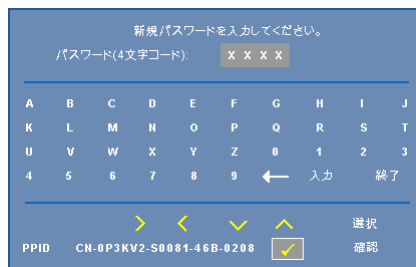 新規パスワードを入力してください。
パスワード(4文字コード): X X X X
A B C D E F G H I J
K L M N O P Q R S T
U V W X Y Z 0 1 2 3
4 5 6 7 8 9 ← 入力 終了
選択
PPID CN-0P3KV2-S0081-46B-0208 ✓ 確認